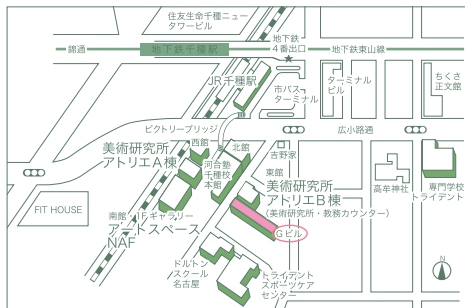 住友生命千種ニュー
タワービル
地下鉄
4番出口
錦通
地下鉄千種駅
地下鉄東山線
JR千種駅
市バス
ターミナル
ターミナル
ビル
ちくさ
正文館
ビクトリーブリッジ
広小路通
美術研究所
アトリエA棟
西館
北館
吉野家
河合塾
千種校
本館
東館
美術研究所
アトリエB棟
(美術研究所・教務カウンター)
高牟神社
専門学校
トライデント
FIT HOUSE
南館・IFギャラリー
アートスペース
NAF
Gビル
ドルトン
スクール
名古屋
トライデント
スポーツケア
センター
N